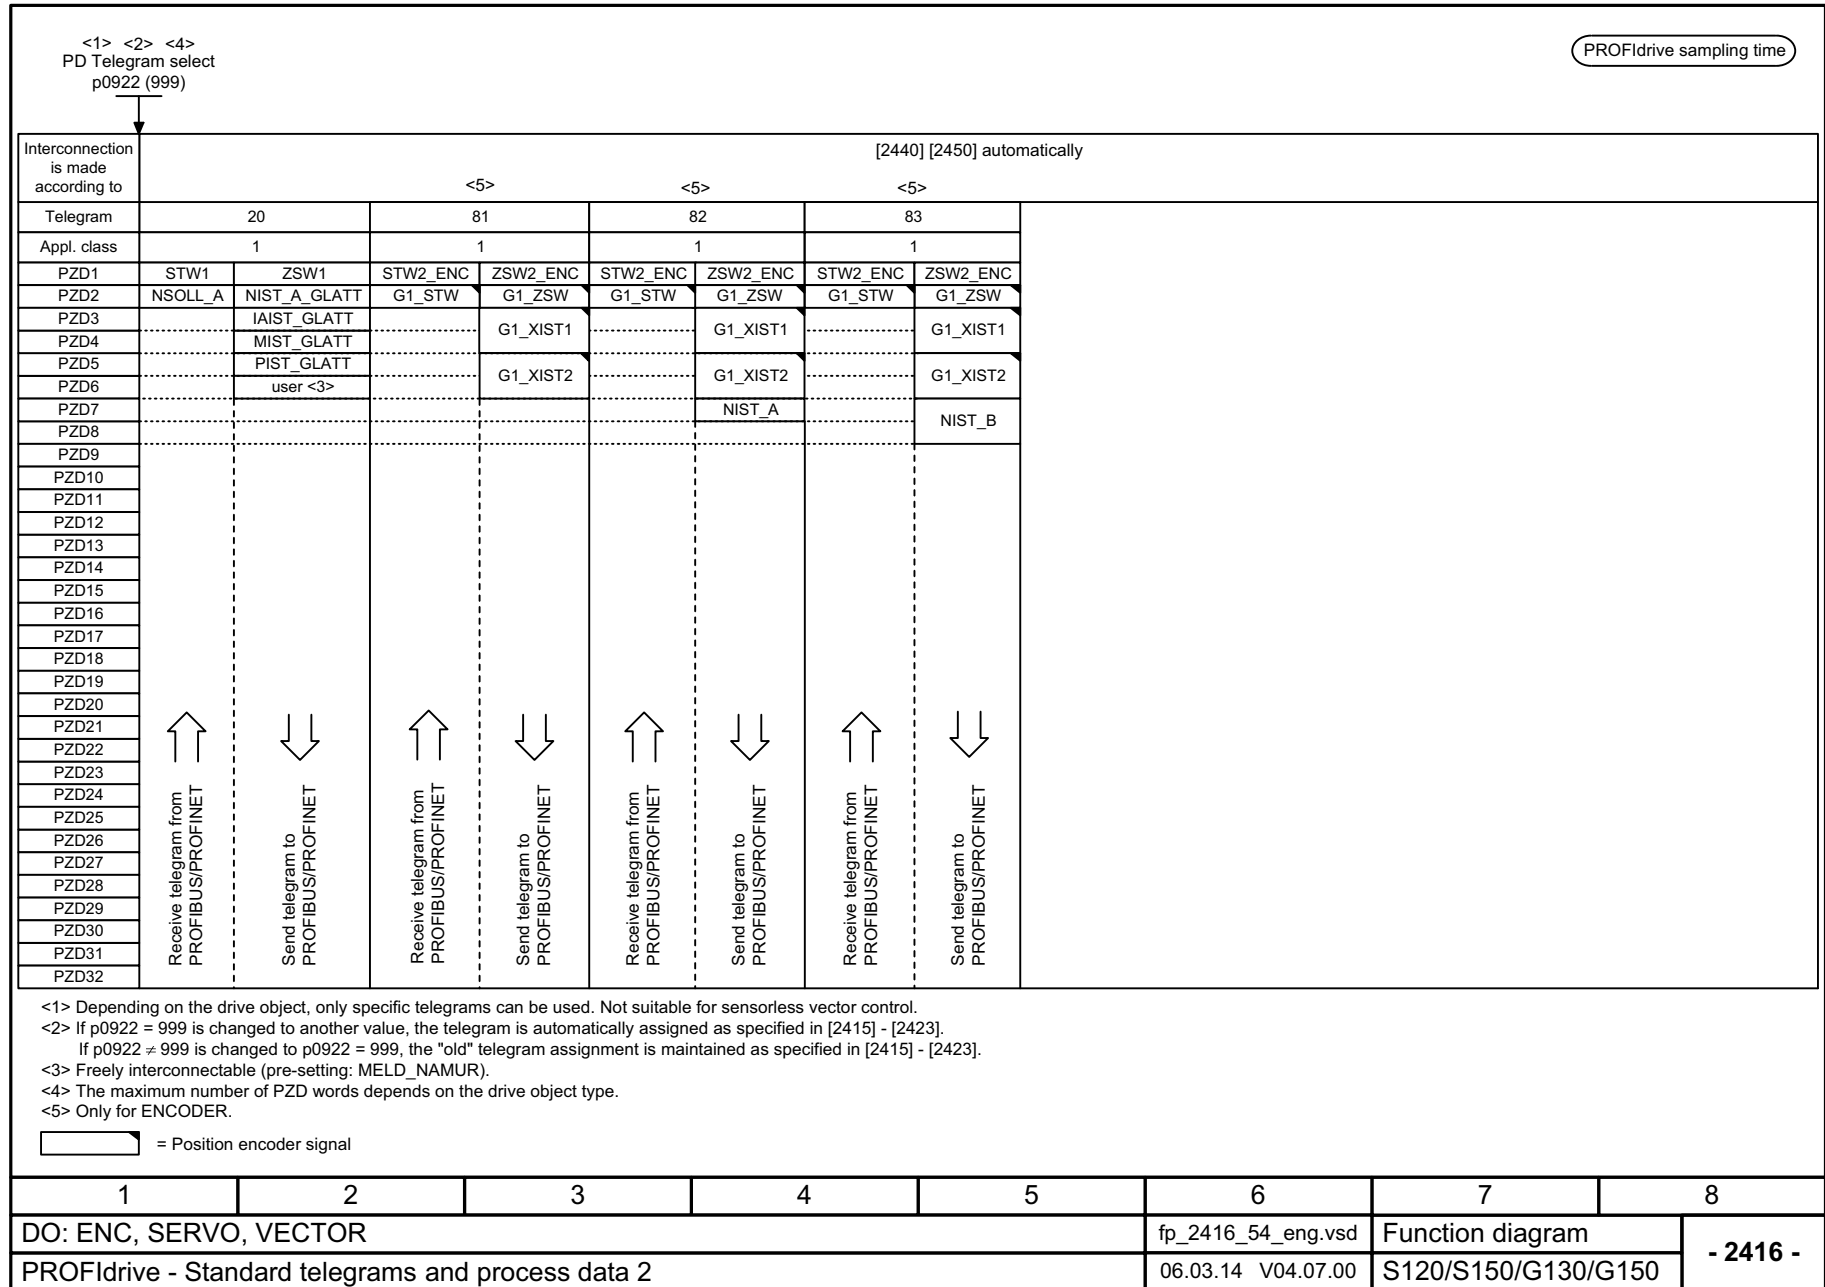 <1> <2> <4>
PD Telegram select
p0922 (999)
PROFIdrive sampling time
Interconnection
is made
according to
[2440] [2450] automatically
<5> <5> <5>
Telegram 20 81 82 83
Appl. class 1 1 1 1
PZD1 STW1 ZSW1 STW2_ENC ZSW2_ENC STW2_ENC ZSW2_ENC STW2_ENC ZSW2_ENC
PZD2 NSOLL_A NIST_A_GLATT G1_STW G1_ZSW G1_STW G1_ZSW G1_STW G1_ZSW
PZD3 IAIST_GLATT G1_XIST1 G1_XIST1 G1_XIST1
PZD4 MIST_GLATT
PZD5 PIST_GLATT G1_XIST2 G1_XIST2 G1_XIST2
PZD6 user <3>
PZD7 NIST_A NIST_B
PZD8
PZD9
PZD10
PZD11
PZD12
PZD13
PZD14
PZD15
PZD16
PZD17
PZD18
PZD19
PZD20
PZD21
PZD22
PZD23
PZD24
PZD25
PZD26
PZD27
PZD28
PZD29
PZD30
PZD31
PZD32
Receive telegram from
PROFIBUS/PROFINET
Send telegram to
PROFIBUS/PROFINET
Receive telegram from
PROFIBUS/PROFINET
Send telegram to
PROFIBUS/PROFINET
Receive telegram from
PROFIBUS/PROFINET
Send telegram to
PROFIBUS/PROFINET
Receive telegram from
PROFIBUS/PROFINET
Send telegram to
PROFIBUS/PROFINET
<1> Depending on the drive object, only specific telegrams can be used. Not suitable for sensorless vector control.
<2> If p0922 = 999 is changed to another value, the telegram is automatically assigned as specified in [2415] - [2423].
If p0922 ≠ 999 is changed to p0922 = 999, the "old" telegram assignment is maintained as specified in [2415] - [2423].
<3> Freely interconnectable (pre-setting: MELD_NAMUR).
<4> The maximum number of PZD words depends on the drive object type.
<5> Only for ENCODER.
= Position encoder signal
1 2 3 4 5 6 7 8
DO: ENC, SERVO, VECTOR fp_2416_54_eng.vsd Function diagram
- 2416 -
PROFIdrive - Standard telegrams and process data 2 06.03.14 V04.07.00 S120/S150/G130/G150